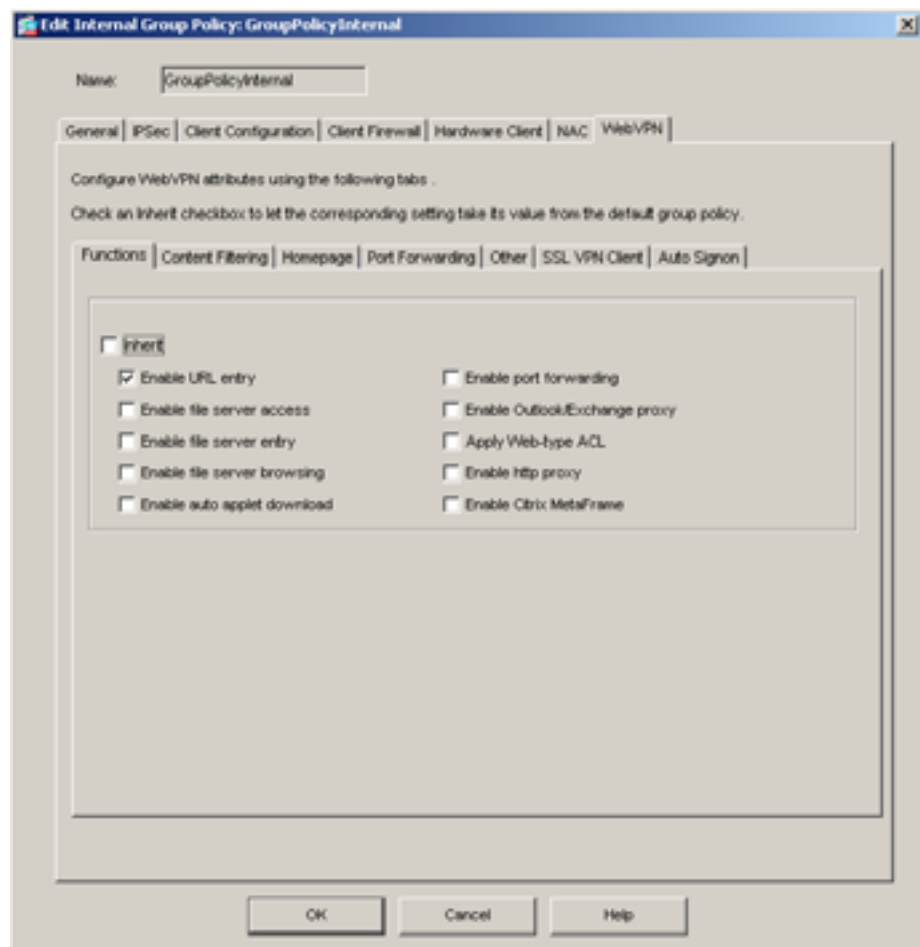 Edit Internal Group Policy: GroupPolicyInternal
Name: GroupPolicyInternal
General IPSec Client Configuration Client Firewall Hardware Client NAC WebVPN
Configure WebVPN attributes using the following tabs .
Check an Inherit checkbox to let the corresponding setting take its value from the default group policy.
Functions Content Filtering Homepage Port Forwarding Other SSL VPN Client Auto Signon
Inherit
Enable URL entry Enable port forwarding
Enable file server access Enable Outlook/Exchange proxy
Enable file server entry Apply Web-type ACL
Enable file server browsing Enable http proxy
Enable auto applet download Enable Citrix MetaFrame
OK Cancel Help